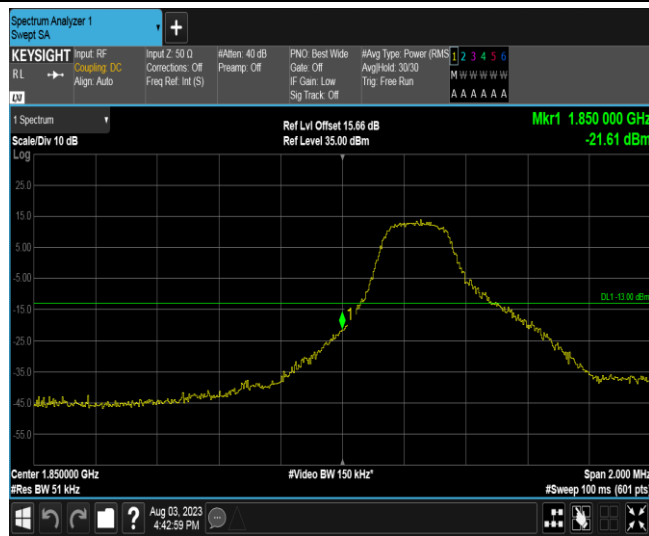 Spectrum Analyzer 1
Swept SA
+
KEYSIGHT
RL
Input: RF
Coupling: DC
Align: Auto
Input Z: 50 Ω
Corrections: Off
Freq Ref: Int (S)
#Atten: 40 dB
Preamp: Off
PNO: Best Wide
Gate: Off
IF Gain: Low
Sig Track: Off
#Avg Type: Power (RMS
Avg|Hold: 30/30
Trig: Free Run
1 2 3 4 5 6
M W W W W W
A A A A A A
LXI
1 Spectrum
Scale/Div 10 dB
Log
Ref Lvl Offset 15.66 dB
Ref Level 35.00 dBm
Mkr1 1.850 000 GHz
-21.61 dBm
25.0
15.0
5.00
-5.00
-15.0
-25.0
-35.0
-45.0
-55.0
DL1 -13.00 dBm
1
Center 1.850000 GHz
#Res BW 51 kHz
#Video BW 150 kHz*
Span 2.000 MHz
#Sweep 100 ms (601 pts)
?
Aug 03, 2023
4:42:59 PM